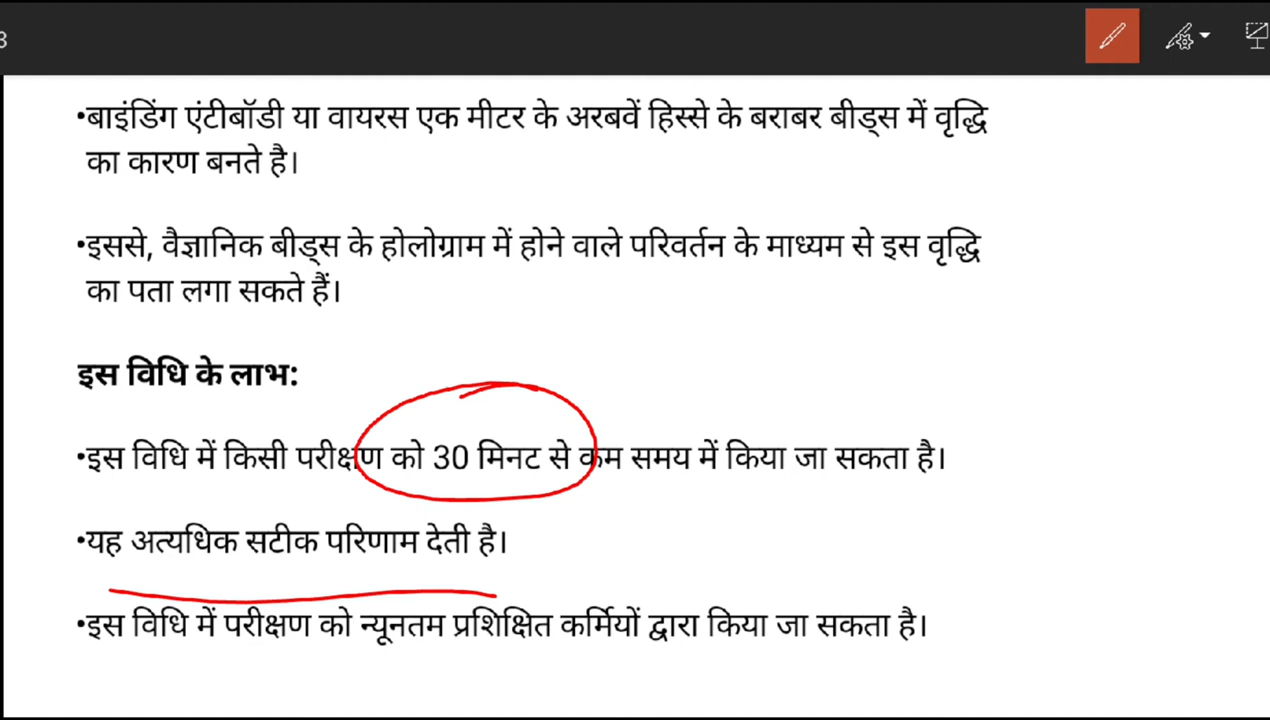 3
•बाइंडिंग एंटीबॉडी या वायरस एक मीटर के अरबवें हिस्से के बराबर बीड्स में वृद्धि
का कारण बनते है।
•इससे, वैज्ञानिक बीड्स के होलोग्राम में होने वाले परिवर्तन के माध्यम से इस वृद्धि
का पता लगा सकते हैं।
इस विधि के लाभ:
•इस विधि में किसी परीक्षण को 30 मिनट से कम समय में किया जा सकता है।
•यह अत्यधिक सटीक परिणाम देती है।
•इस विधि में परीक्षण को न्यूनतम प्रशिक्षित कर्मियों द्वारा किया जा सकता है।